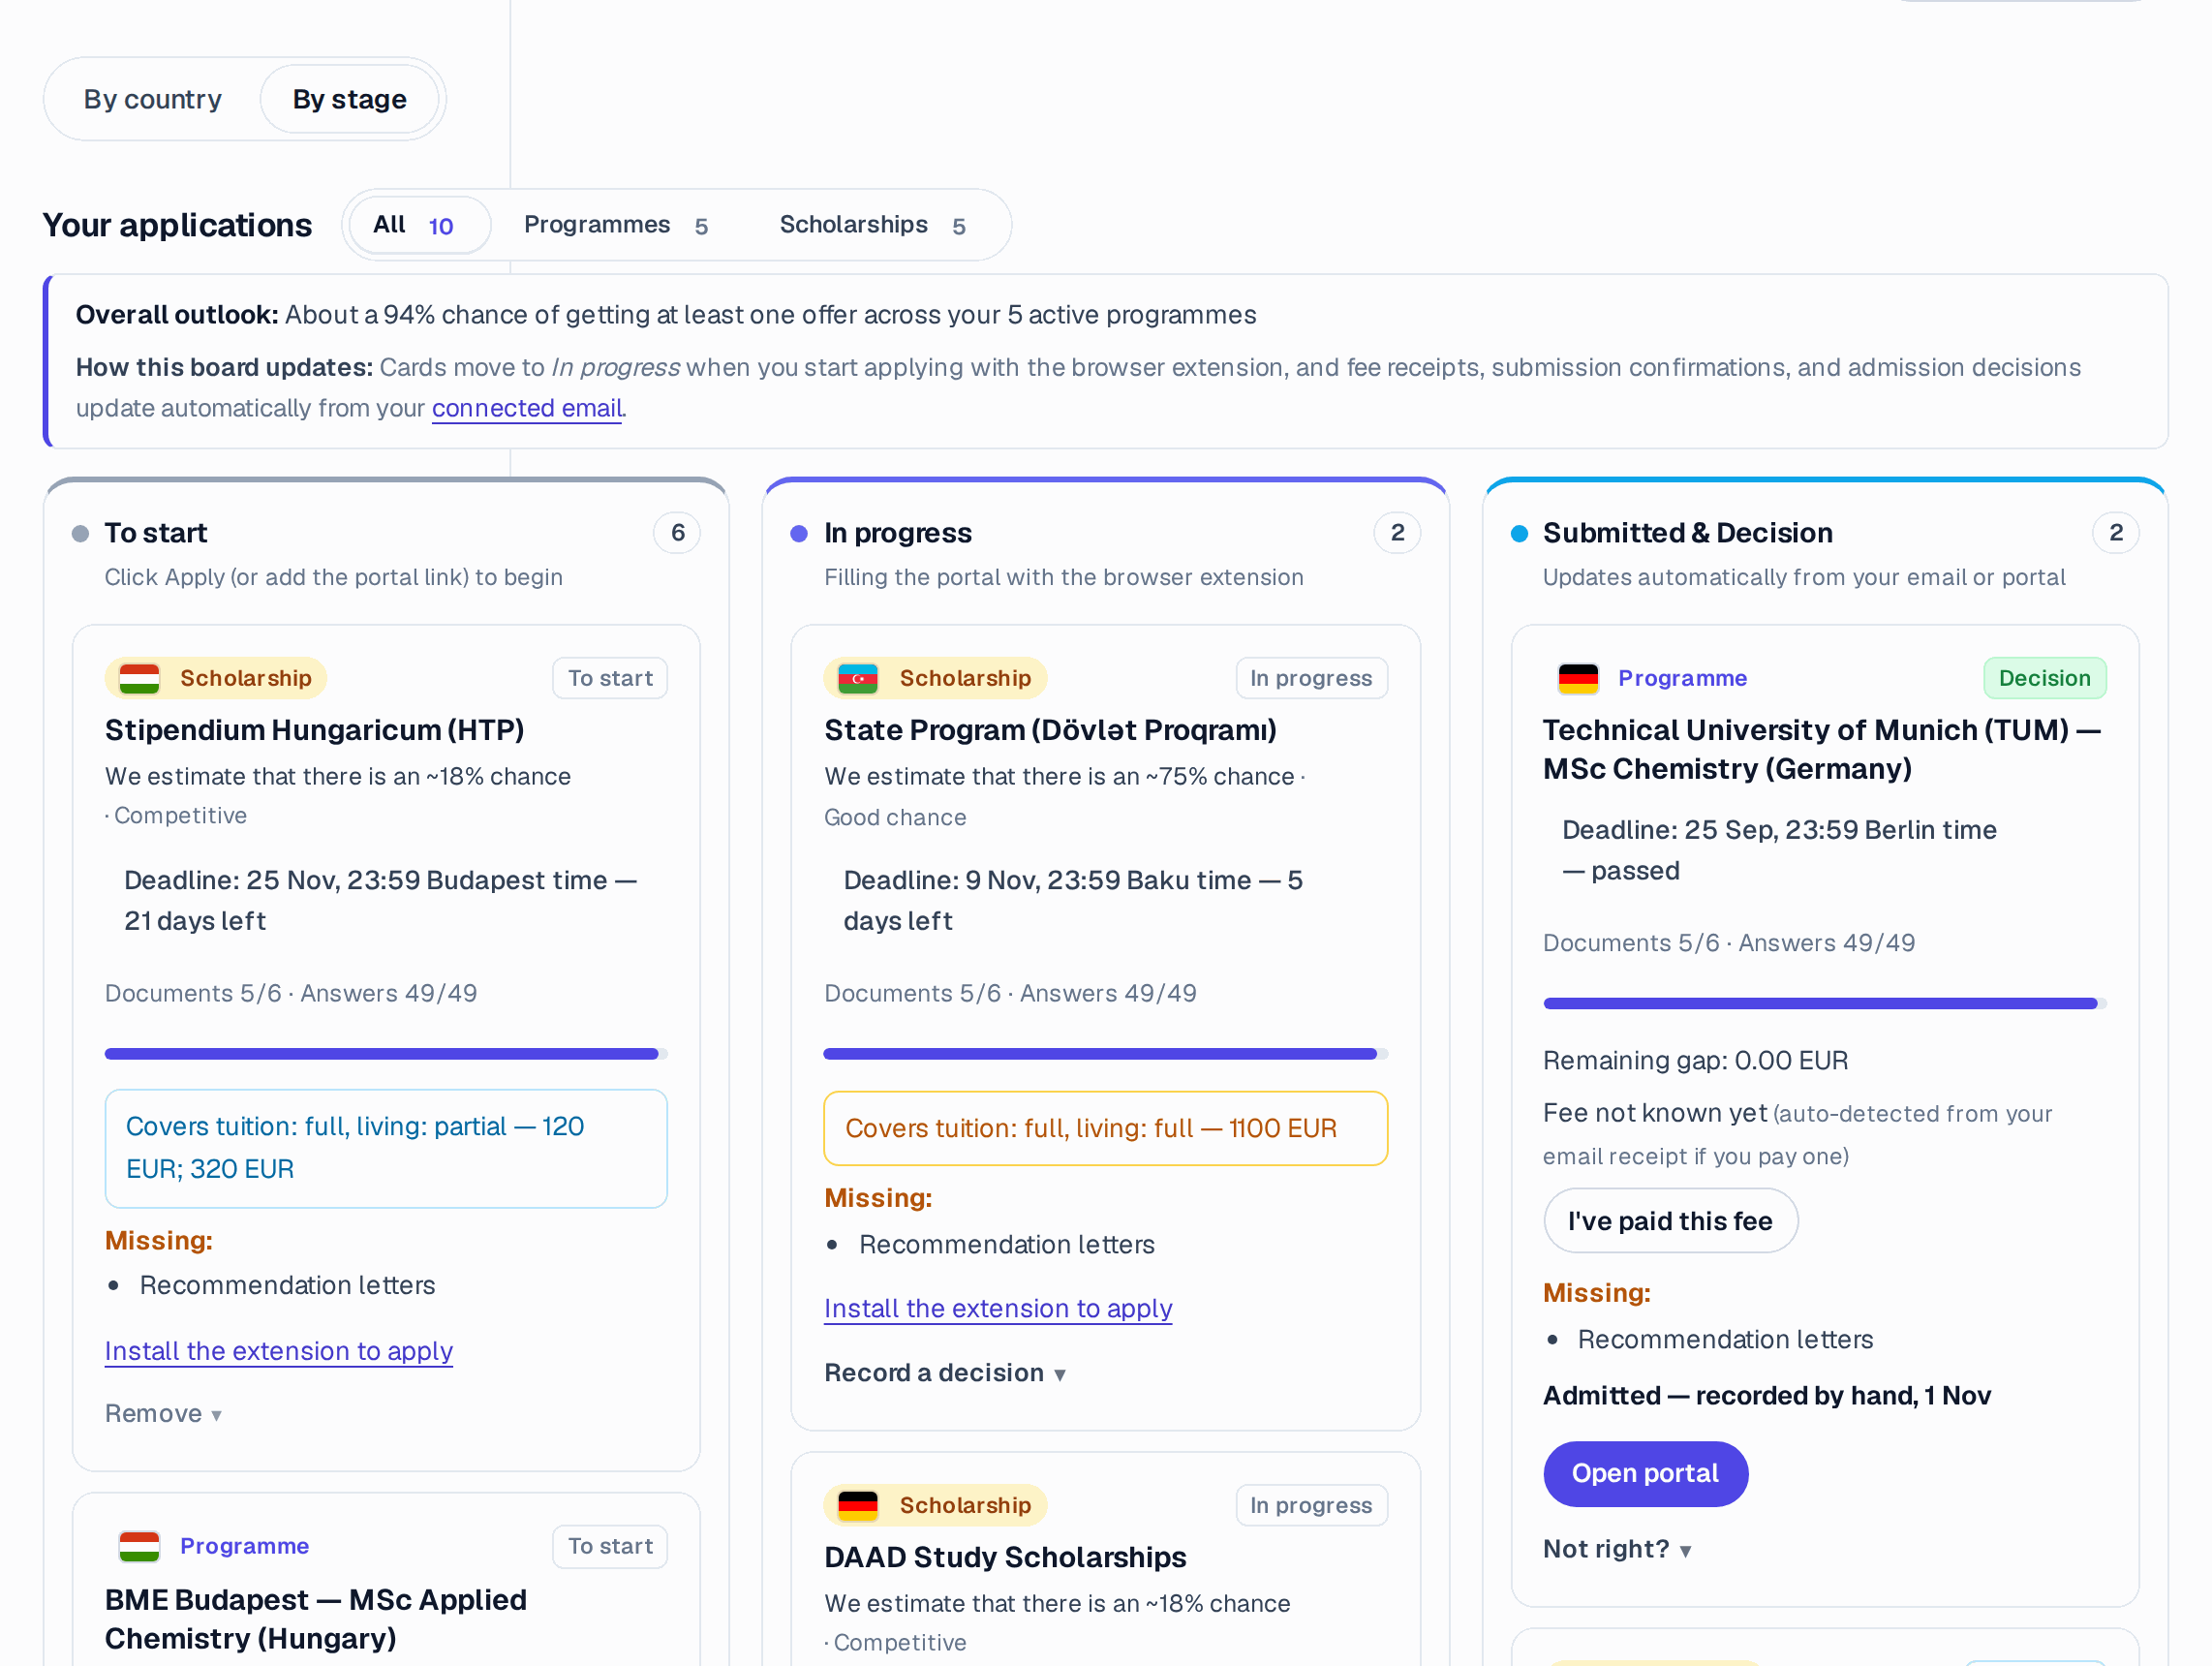 By country
By stage
Your applications
All 10
Programmes 5
Scholarships 5
Overall outlook: About a 94% chance of getting at least one offer across your 5 active programmes
How this board updates: Cards move to In progress when you start applying with the browser extension, and fee receipts, submission confirmations, and admission decisions
update automatically from your connected email.
To start
6
Click Apply (or add the portal link) to begin
Scholarship
To start
Stipendium Hungaricum (HTP)
We estimate that there is an ~18% chance
· Competitive
Deadline: 25 Nov, 23:59 Budapest time —
21 days left
Documents 5/6 · Answers 49/49
Covers tuition: full, living: partial — 120
EUR; 320 EUR
Missing:
• Recommendation letters
Install the extension to apply
Remove ▾
Programme
To start
BME Budapest — MSc Applied
Chemistry (Hungary)
In progress
2
Filling the portal with the browser extension
Scholarship
In progress
State Program (Dövlət Proqramı)
We estimate that there is an ~75% chance ·
Good chance
Deadline: 9 Nov, 23:59 Baku time — 5
days left
Documents 5/6 · Answers 49/49
Covers tuition: full, living: full — 1100 EUR
Missing:
• Recommendation letters
Install the extension to apply
Record a decision ▾
Scholarship
In progress
DAAD Study Scholarships
We estimate that there is an ~18% chance
· Competitive
Submitted & Decision
2
Updates automatically from your email or portal
Programme
Decision
Technical University of Munich (TUM) —
MSc Chemistry (Germany)
Deadline: 25 Sep, 23:59 Berlin time
— passed
Documents 5/6 · Answers 49/49
Remaining gap: 0.00 EUR
Fee not known yet (auto-detected from your
email receipt if you pay one)
I've paid this fee
Missing:
• Recommendation letters
Admitted — recorded by hand, 1 Nov
Open portal
Not right? ▾